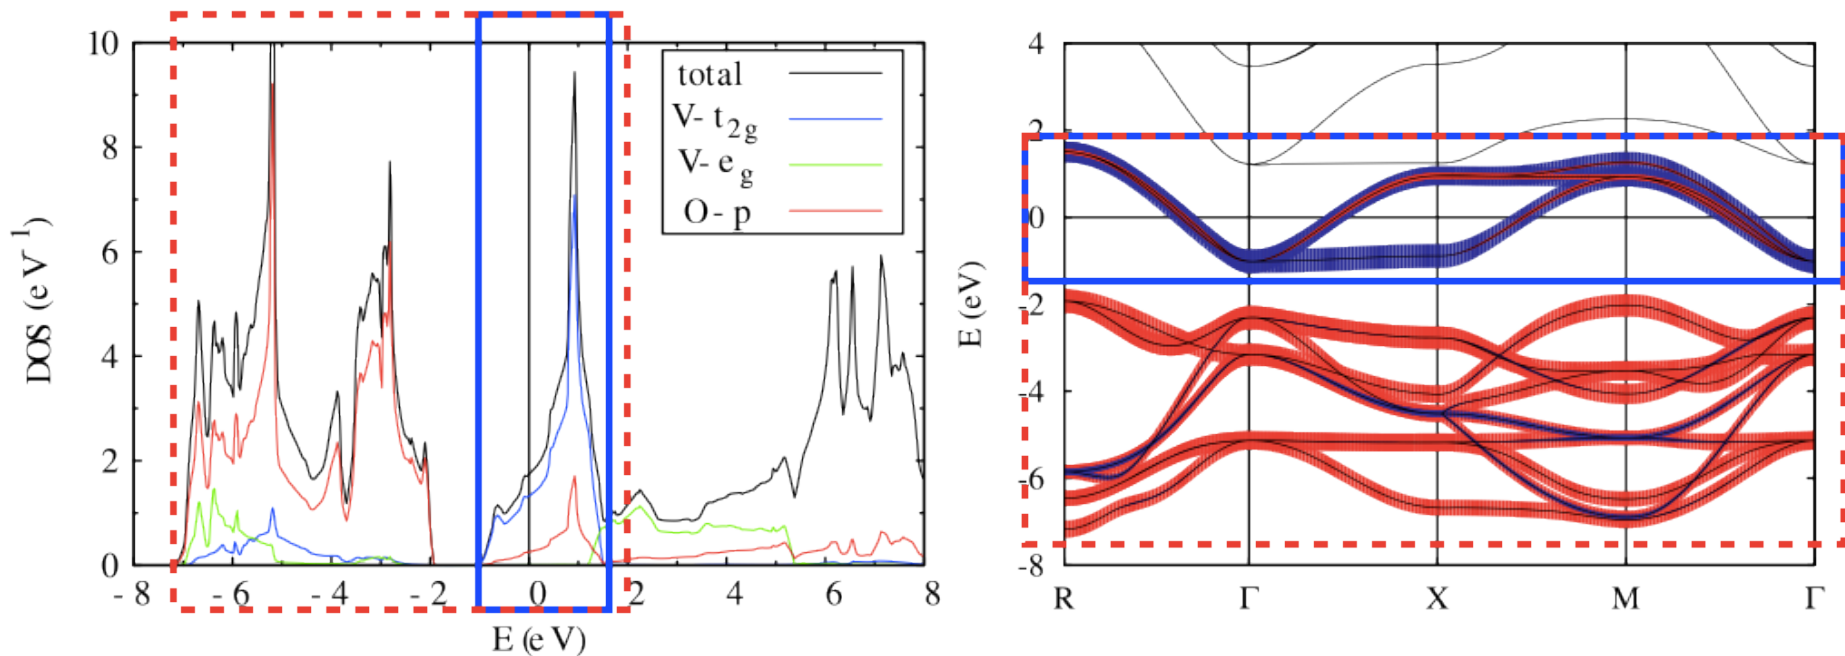 10
8
6
4
2
0
DOS (eV⁻¹)
total
V- t2g
V- eg
O- p
-8 -6 -4 -2 0 2 4 6 8
E (eV)
4
2
0
-2
-4
-6
-8
E (eV)
R Γ X M Γ